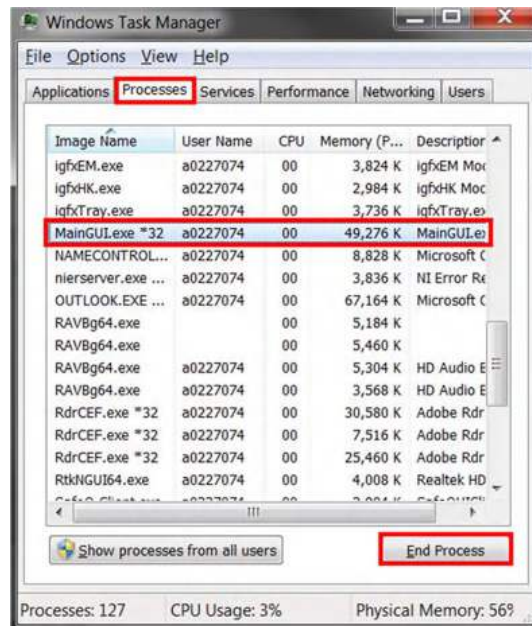 Windows Task Manager
File Options View Help
Applications Processes Services Performance Networking Users
Image Name User Name CPU Memory (P... Description
igfxEM.exe a0227074 00 3,824 K igfxEM Moc
igfxHK.exe a0227074 00 2,984 K igfxHK Moc
igfxTray.exe a0227074 00 3,736 K igfxTray.ex
MainGUI.exe *32 a0227074 00 49,276 K MainGUI.ex
NAMECONTROL... a0227074 00 8,828 K Microsoft C
nierserver.exe ... a0227074 00 3,836 K NI Error Re
OUTLOOK.EXE ... a0227074 00 67,164 K Microsoft C
RAVBg64.exe 00 5,184 K
RAVBg64.exe 00 5,460 K
RAVBg64.exe a0227074 00 5,304 K HD Audio E
RAVBg64.exe a0227074 00 3,568 K HD Audio E
RdrCEF.exe *32 a0227074 00 30,580 K Adobe Rdr
RdrCEF.exe *32 a0227074 00 7,516 K Adobe Rdr
RdrCEF.exe *32 a0227074 00 25,460 K Adobe Rdr
RtkNGUI64.exe a0227074 00 4,008 K Realtek HD
Show processes from all users End Process
Processes: 127 CPU Usage: 3% Physical Memory: 56%